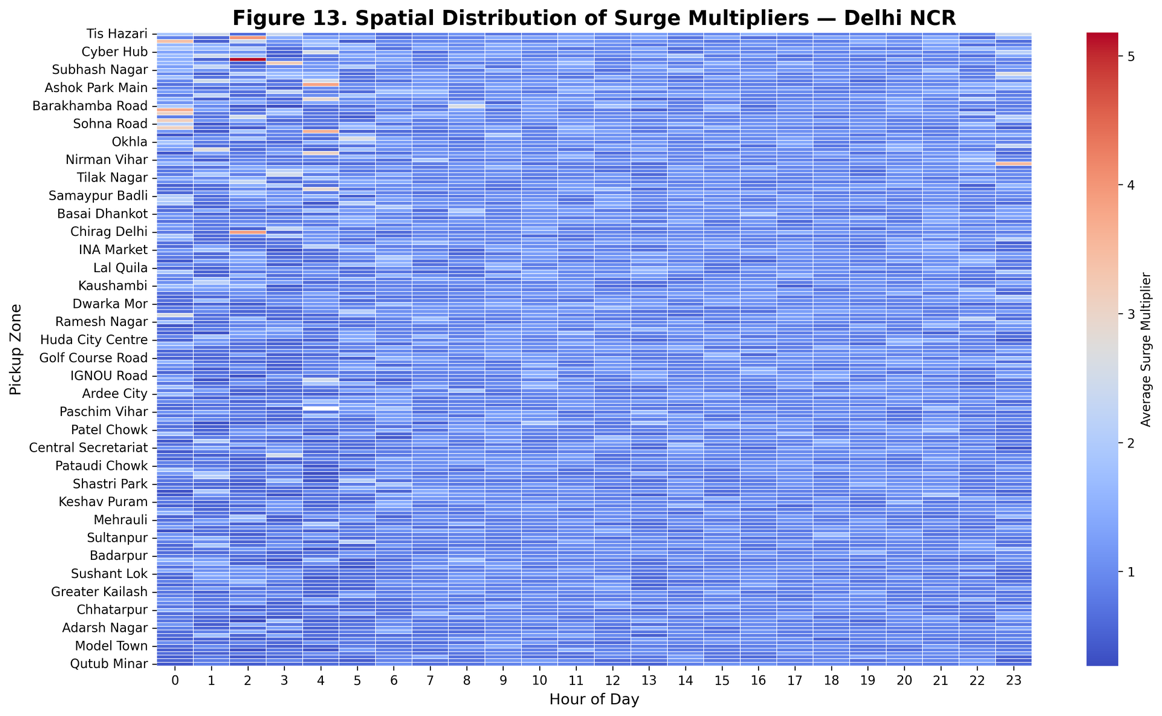 Figure 13. Spatial Distribution of Surge Multipliers — Delhi NCR
Pickup Zone
Tis Hazari
Cyber Hub
Subhash Nagar
Ashok Park Main
Barakhamba Road
Sohna Road
Okhla
Nirman Vihar
Tilak Nagar
Samaypur Badli
Basai Dhankot
Chirag Delhi
INA Market
Lal Quila
Kaushambi
Dwarka Mor
Ramesh Nagar
Huda City Centre
Golf Course Road
IGNOU Road
Ardee City
Paschim Vihar
Patel Chowk
Central Secretariat
Pataudi Chowk
Shastri Park
Keshav Puram
Mehrauli
Sultanpur
Badarpur
Sushant Lok
Greater Kailash
Chhatarpur
Adarsh Nagar
Model Town
Qutub Minar
0 1 2 3 4 5 6 7 8 9 10 11 12 13 14 15 16 17 18 19 20 21 22 23
Hour of Day
5
4
3
2
1
Average Surge Multiplier